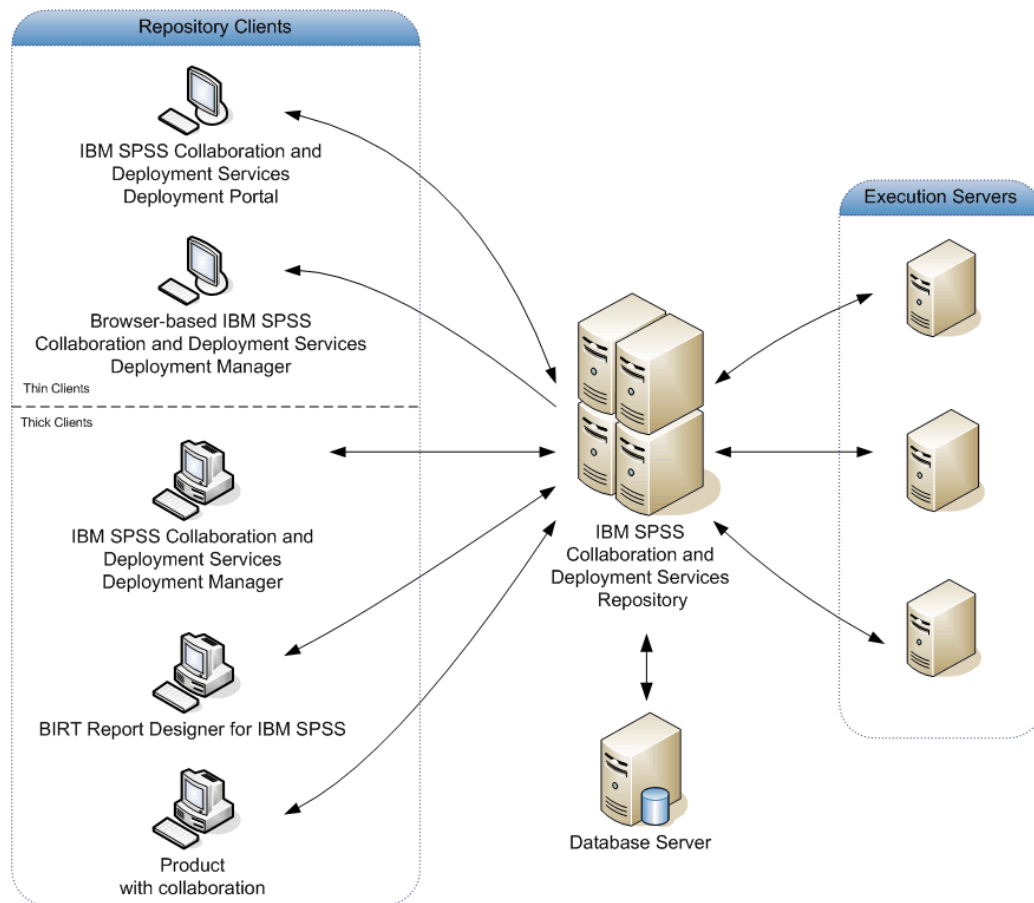 Repository Clients
IBM SPSS Collaboration and
Deployment Services
Deployment Portal
Browser-based IBM SPSS
Collaboration and Deployment Services
Deployment Manager
Thin Clients
Thick Clients
IBM SPSS Collaboration and
Deployment Services
Deployment Manager
BIRT Report Designer for IBM SPSS
Product
with collaboration
IBM SPSS
Collaboration and
Deployment Services
Repository
Database Server
Execution Servers